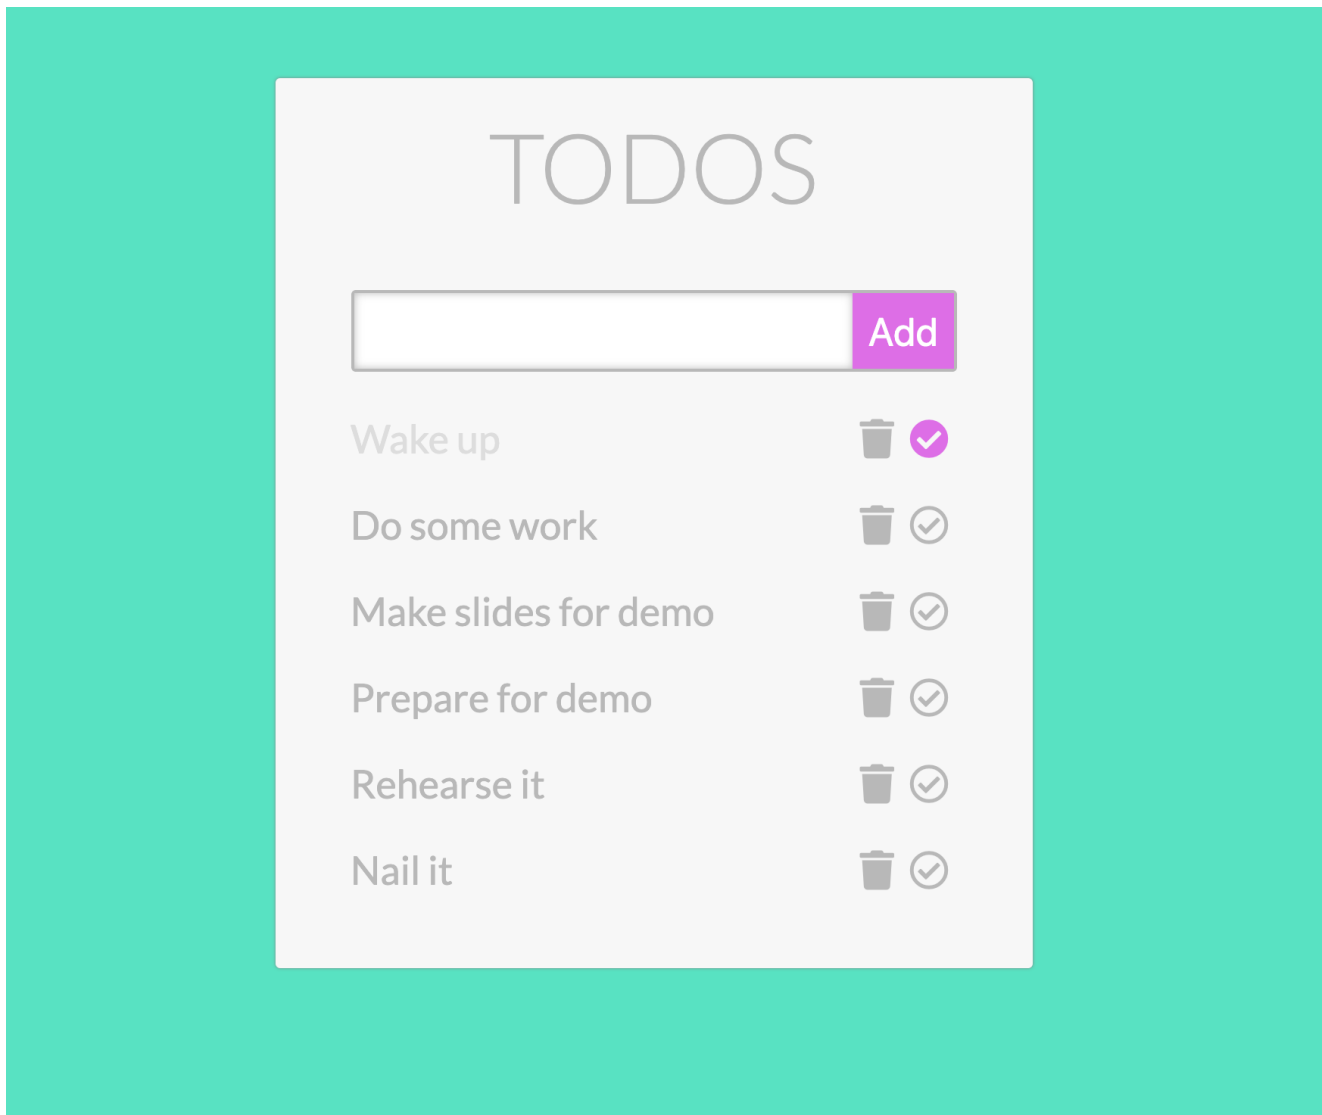 TODOS
Add
Wake up
Do some work
Make slides for demo
Prepare for demo
Rehearse it
Nail it